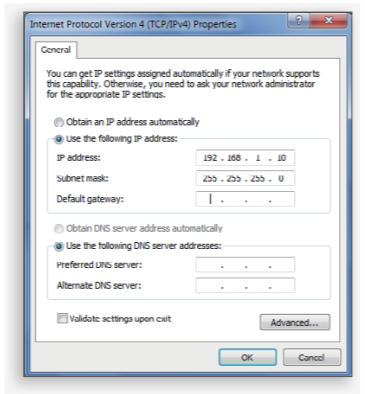 Internet Protocol Version 4 (TCP/IPv4) Properties
General
You can get IP settings assigned automatically if your network supports
this capability. Otherwise, you need to ask your network administrator
for the appropriate IP settings.
Obtain an IP address automatically
Use the following IP address:
IP address: 192 . 168 . 1 . 10
Subnet mask: 255 . 255 . 255 . 0
Default gateway: . . .
Obtain DNS server address automatically
Use the following DNS server addresses:
Preferred DNS server: . . .
Alternate DNS server: . . .
Validate settings upon exit
Advanced...
OK Cancel